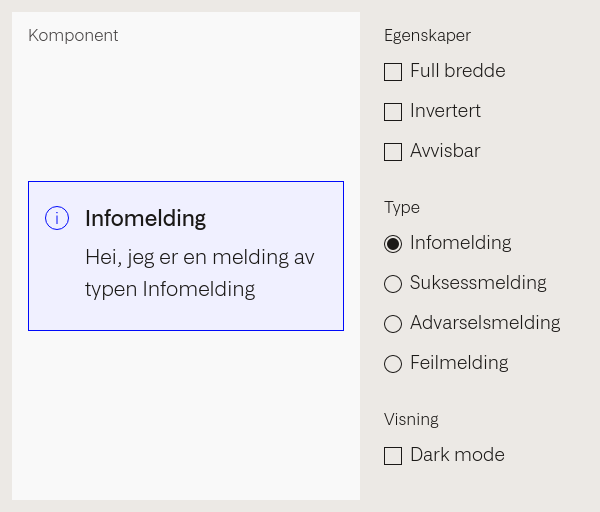 Komponent
Infomelding
Hei, jeg er en melding av
typen Infomelding
Egenskaper
Full bredde
Invertert
Avvisbar
Type
Infomelding
Suksessmelding
Advarselsmelding
Feilmelding
Visning
Dark mode